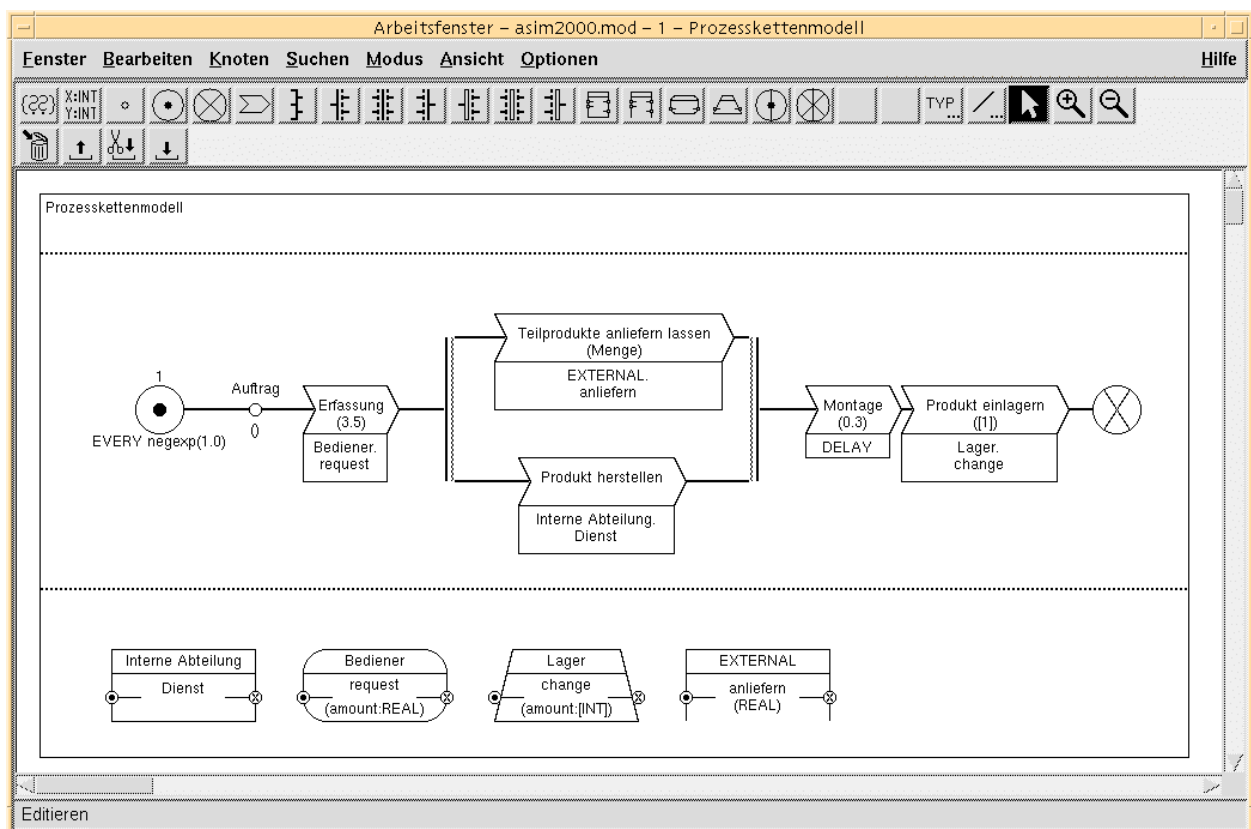 Arbeitsfenster – asim2000.mod – 1 – Prozesskettenmodell
Fenster Bearbeiten Knoten Suchen Modus Ansicht Optionen Hilfe
X:INT
Y:INT
TYP
...
...
Prozesskettenmodell
Teilprodukte anliefern lassen
(Menge)
EXTERNAL.
anliefern
1
EVERY negexp(1.0)
Auftrag
()
Erfassung
(3.5)
Bediener.
request
Produkt herstellen
Interne Abteilung.
Dienst
Montage
(0.3)
DELAY
Produkt einlagern
([1])
Lager.
change
Interne Abteilung
Dienst
Bediener
request
(amount:REAL)
Lager
change
(amount:[INT])
EXTERNAL
anliefern
(REAL)
Editieren